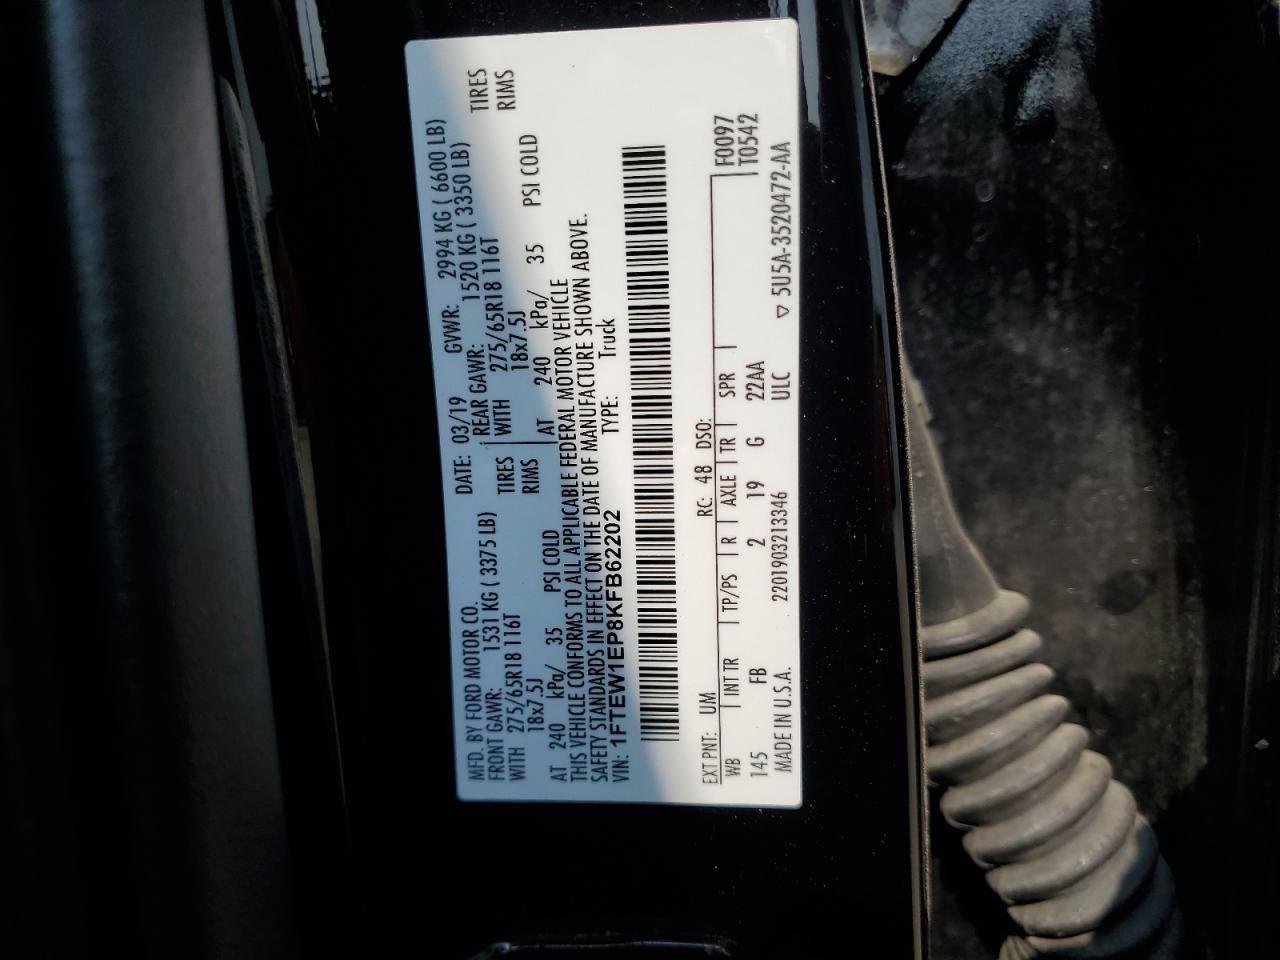 MFD. BY FORD MOTOR CO.
DATE: 03/19 GVWR: 2994 KG ( 6600 LB)
FRONT GAWR: 1531 KG ( 3375 LB) REAR GAWR: 1520 KG ( 3350 LB)
WITH 275/65R18 116T TIRES WITH 275/65R18 116T TIRES
18x7.5J RIMS 18x7.5J RIMS
AT 240 kPa/ 35 PSI COLD AT 240 kPa/ 35 PSI COLD
THIS VEHICLE CONFORMS TO ALL APPLICABLE FEDERAL MOTOR VEHICLE
SAFETY STANDARDS IN EFFECT ON THE DATE OF MANUFACTURE SHOWN ABOVE.
VIN: 1FTEW1EP8KFB62202 TYPE: Truck
EXT PNT: UM RC: 48 DSO: F0097
WB INT TR TP/PS R AXLE TR SPR T0542
145 FB 2 19 G 22AA
MADE IN U.S.A. 2201903213346 ULC ▽ 5U5A-3520472-AA